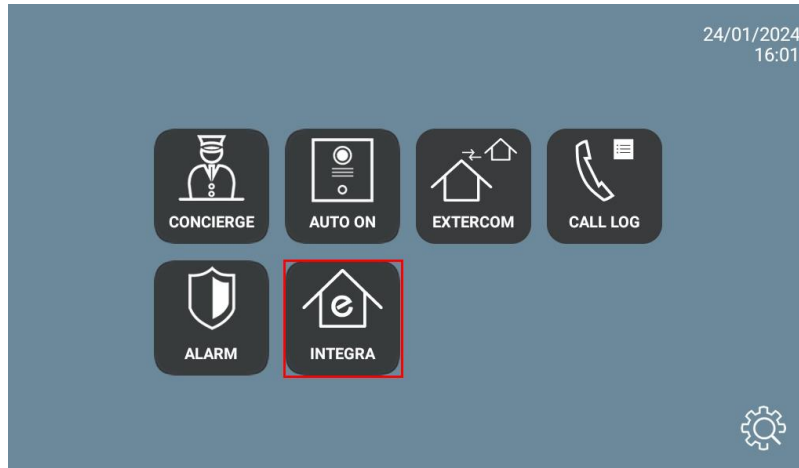 24/01/2024
16:01
CONCIERGE
AUTO ON
EXTERCOM
CALL LOG
ALARM
e
INTEGRA